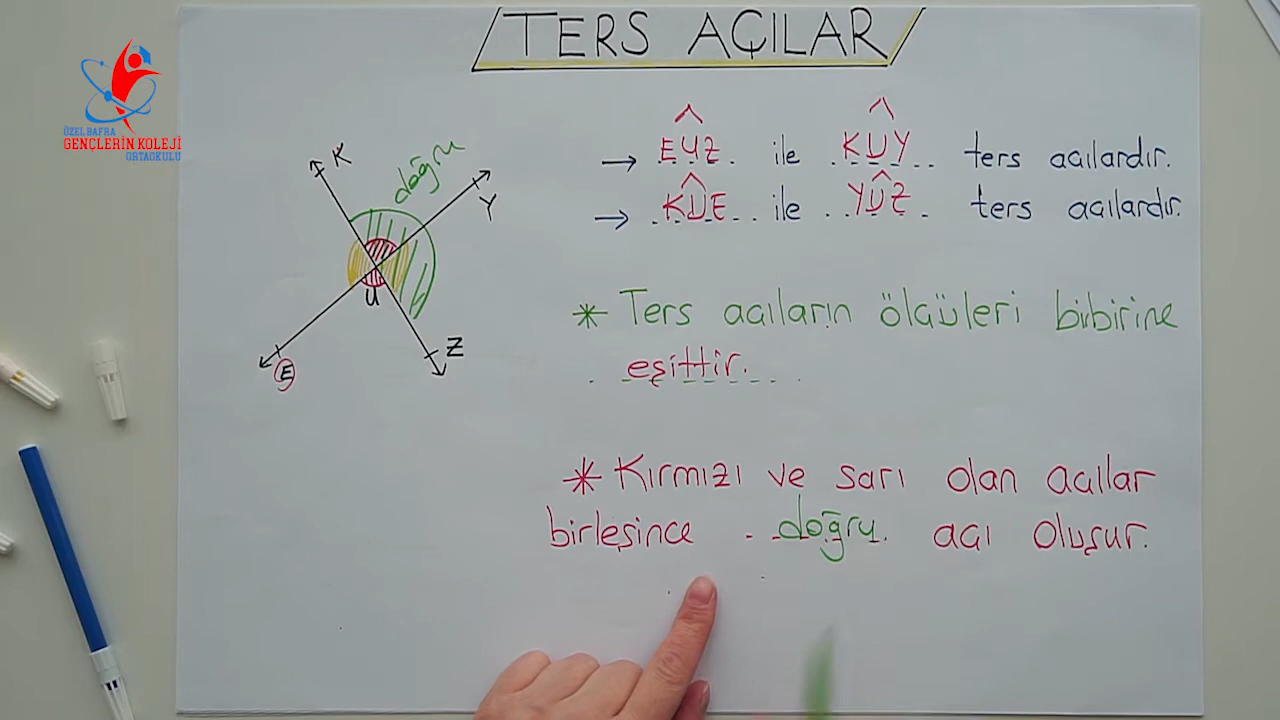 TERS AÇILAR
ÖZEL BAFRA
GENÇLERİN KOLEJİ
ORTAOKULU
K
doğru
Y
U
E
Z
→ EUZ ile KUY ters açılardır.
→ KUE ile YUZ ters açılardır.
* Ters açıların ölçüleri birbirine
eşittir.
* Kırmızı ve sarı olan açılar
birleşince doğru açı oluşur.